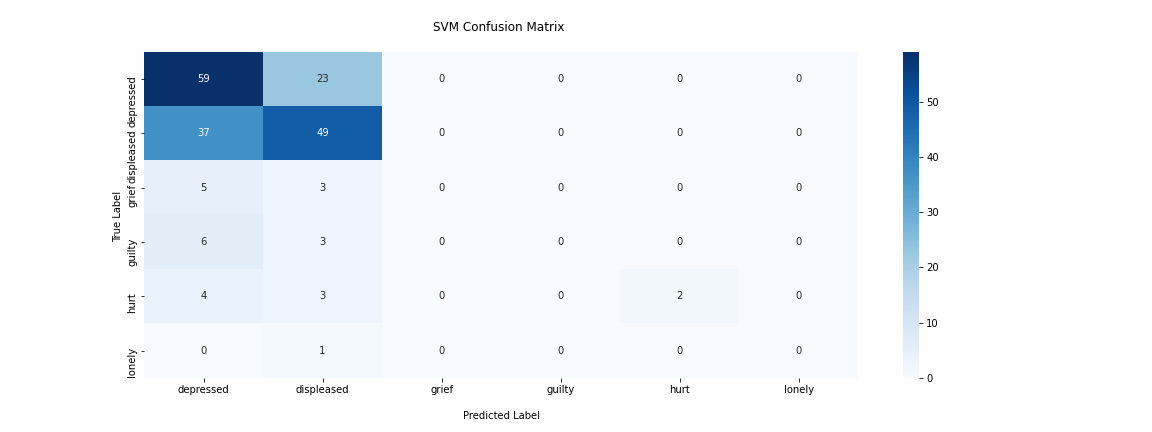 SVM Confusion Matrix
depressed 59 23 0 0 0 0
displeased 37 49 0 0 0 0
grief 5 3 0 0 0 0
guilty 6 3 0 0 0 0
hurt 4 3 0 0 2 0
lonely 0 1 0 0 0 0
True Label
depressed displeased grief guilty hurt lonely
Predicted Label
50
40
30
20
10
0